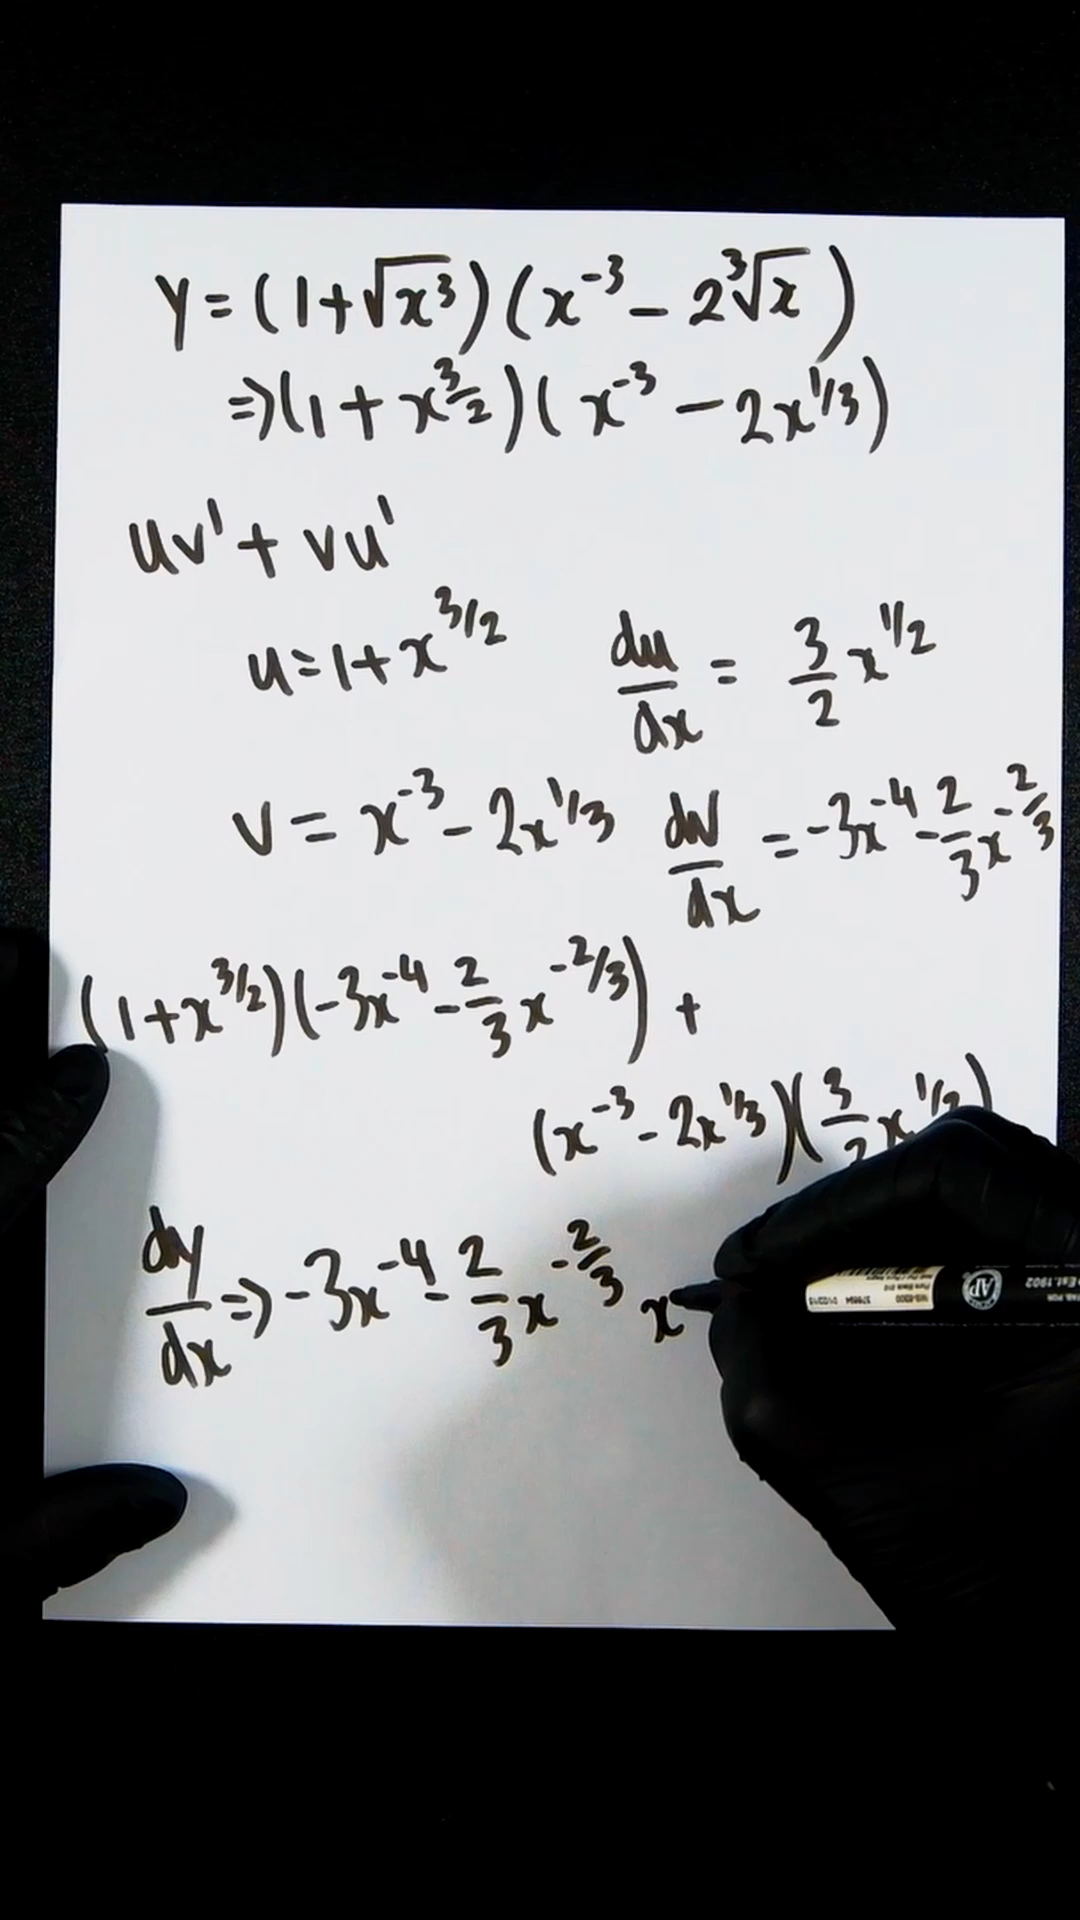 y = (1+√x³)(x⁻³ - 2∛x)
⇒(1 + x^3/2)(x⁻³ - 2x^1/3)
uv' + vu'
u = 1+x^3/2 du/dx = 3/2 x^1/2
v = x⁻³ - 2x^1/3 dv/dx = -3x⁻⁴ - 2/3 x^-2/3
(1+x^3/2)(-3x⁻⁴ - 2/3 x^-2/3) +
(x⁻³ - 2x^1/3)(3/2 x^1/2)
dy/dx ⇒ -3x⁻⁴ - 2/3 x^-2/3 x
AP Est.1902